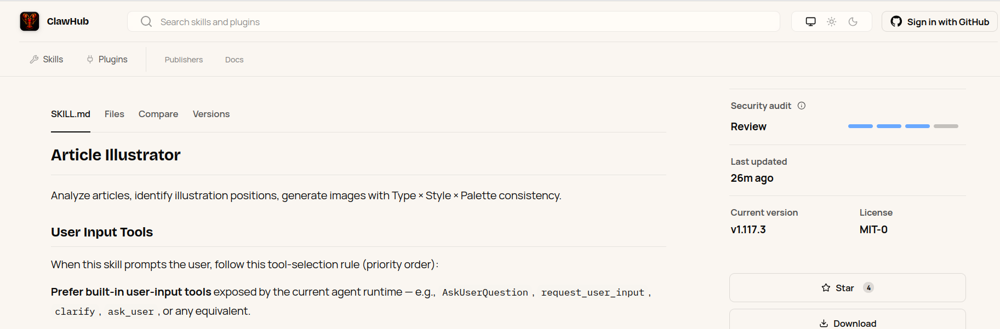 ClawHub
Search skills and plugins
Sign in with GitHub
Skills
Plugins
Publishers
Docs
SKILL.md
Files
Compare
Versions
Article Illustrator
Analyze articles, identify illustration positions, generate images with Type × Style × Palette consistency.
User Input Tools
When this skill prompts the user, follow this tool-selection rule (priority order):
Prefer built-in user-input tools exposed by the current agent runtime — e.g., AskUserQuestion, request_user_input,
clarify, ask_user, or any equivalent.
Security audit
Review
Last updated
26m ago
Current version
v1.117.3
License
MIT-0
Star 4
Download